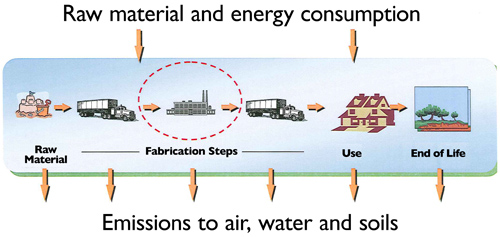 Raw material and energy consumption
Raw
Material
Fabrication Steps
Use
End of Life
Emissions to air, water and soils